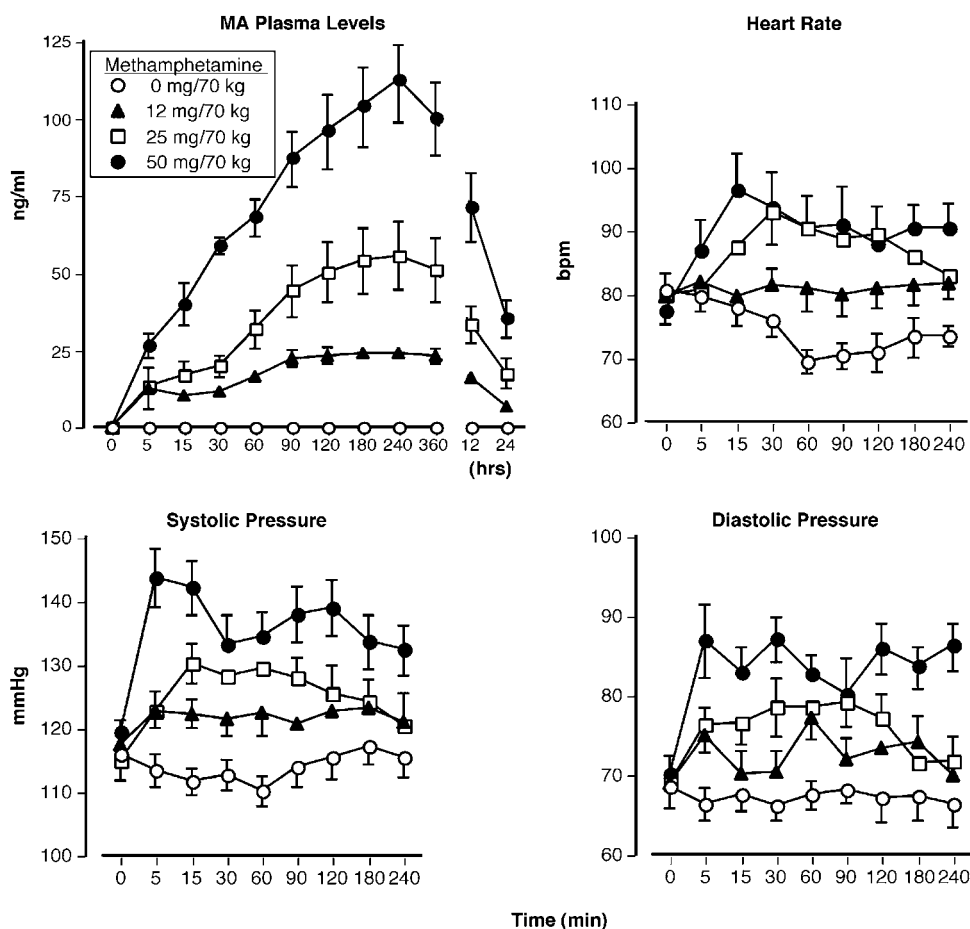 MA Plasma Levels
125
100
75
50
25
0
ng/ml
Methamphetamine
0 mg/70 kg
12 mg/70 kg
25 mg/70 kg
50 mg/70 kg
0 5 15 30 60 90 120 180 240 360 12 24
(hrs)
Heart Rate
110
100
90
80
70
60
bpm
0 5 15 30 60 90 120 180 240
Systolic Pressure
150
140
130
120
110
100
mmHg
0 5 15 30 60 90 120 180 240
Diastolic Pressure
100
90
80
70
60
0 5 15 30 60 90 120 180 240
Time (min)